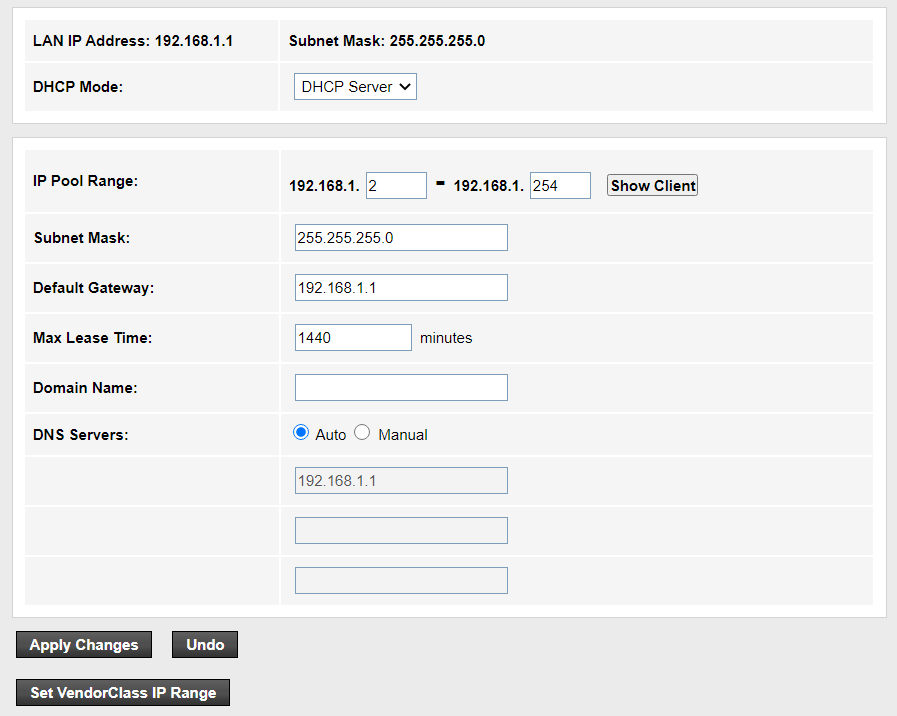 LAN IP Address: 192.168.1.1 Subnet Mask: 255.255.255.0
DHCP Mode: DHCP Server
IP Pool Range: 192.168.1. 2 - 192.168.1. 254 Show Client
Subnet Mask: 255.255.255.0
Default Gateway: 192.168.1.1
Max Lease Time: 1440 minutes
Domain Name:
DNS Servers: Auto Manual
192.168.1.1
Apply Changes Undo
Set VendorClass IP Range